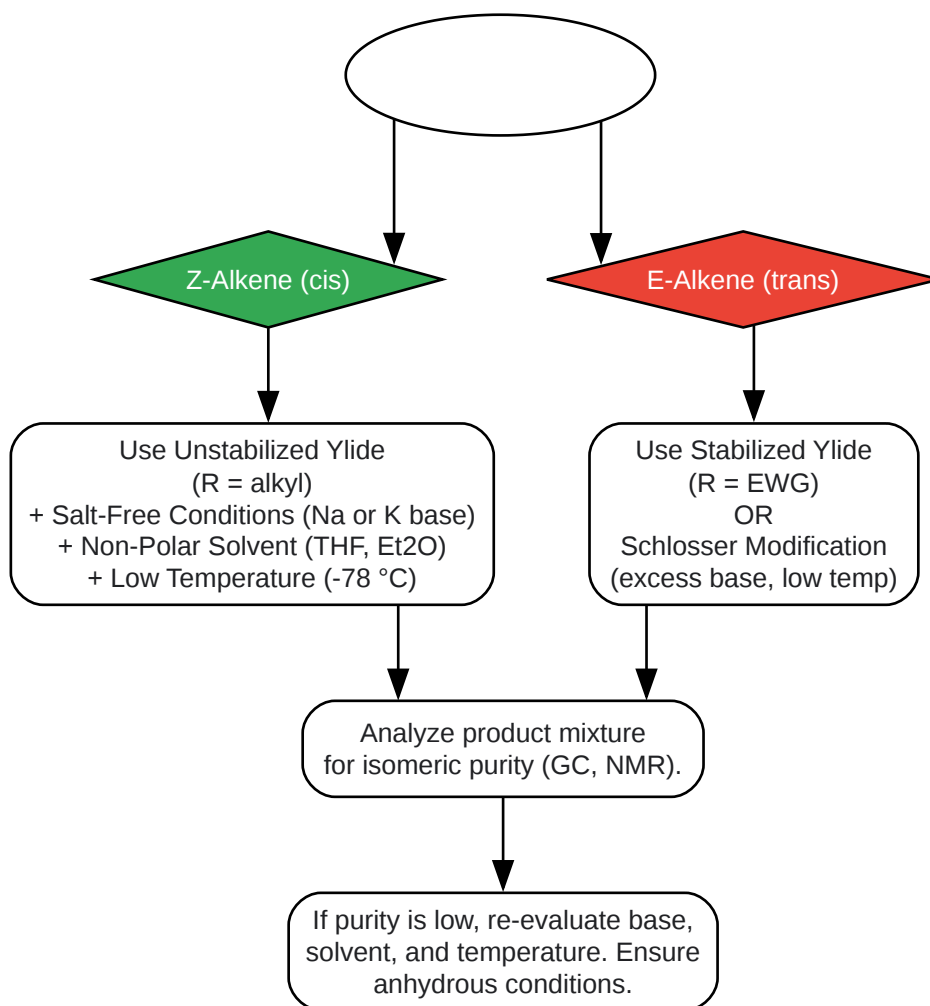 Z-Alkene (cis)
E-Alkene (trans)
Use Unstabilized Ylide
(R = alkyl)
+ Salt-Free Conditions (Na or K base)
+ Non-Polar Solvent (THF, Et2O)
+ Low Temperature (-78 °C)
Use Stabilized Ylide
(R = EWG)
OR
Schlosser Modification
(excess base, low temp)
Analyze product mixture
for isomeric purity (GC, NMR).
If purity is low, re-evaluate base,
solvent, and temperature. Ensure
anhydrous conditions.